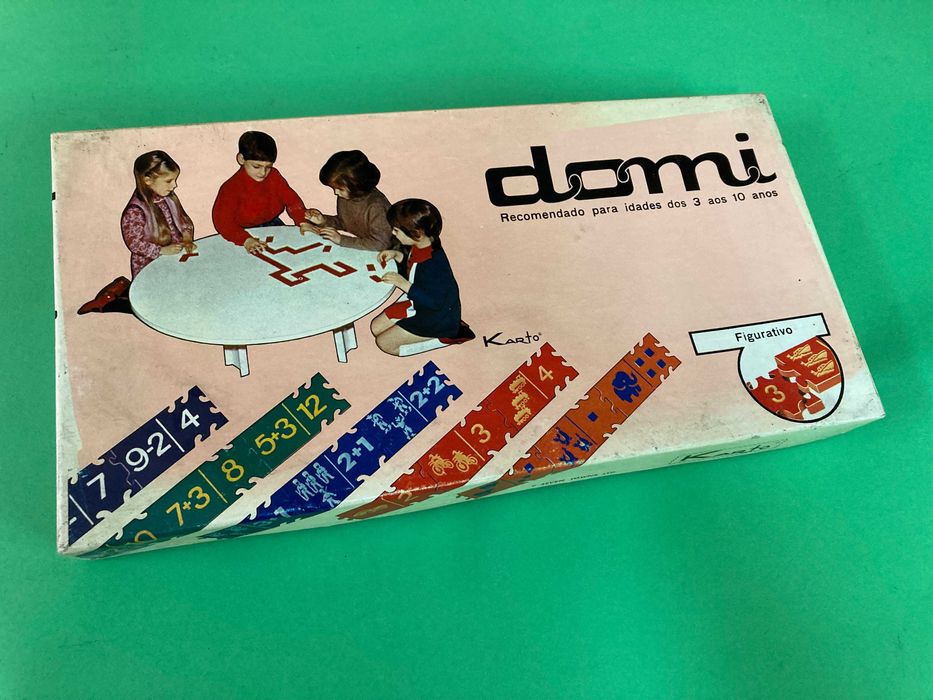 domi
Recomendado para idades dos 3 aos 10 anos
Karto®
Figurativo
3
7 9-2 4
7+3 8 5+3 12
2+1 2+2
3 4
Karto